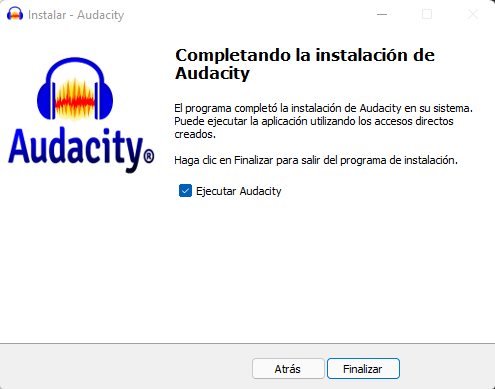 Instalar - Audacity
Completando la instalación de
Audacity
Audacity®
El programa completó la instalación de Audacity en su sistema.
Puede ejecutar la aplicación utilizando los accesos directos
creados.
Haga clic en Finalizar para salir del programa de instalación.
Ejecutar Audacity
Atrás
Finalizar